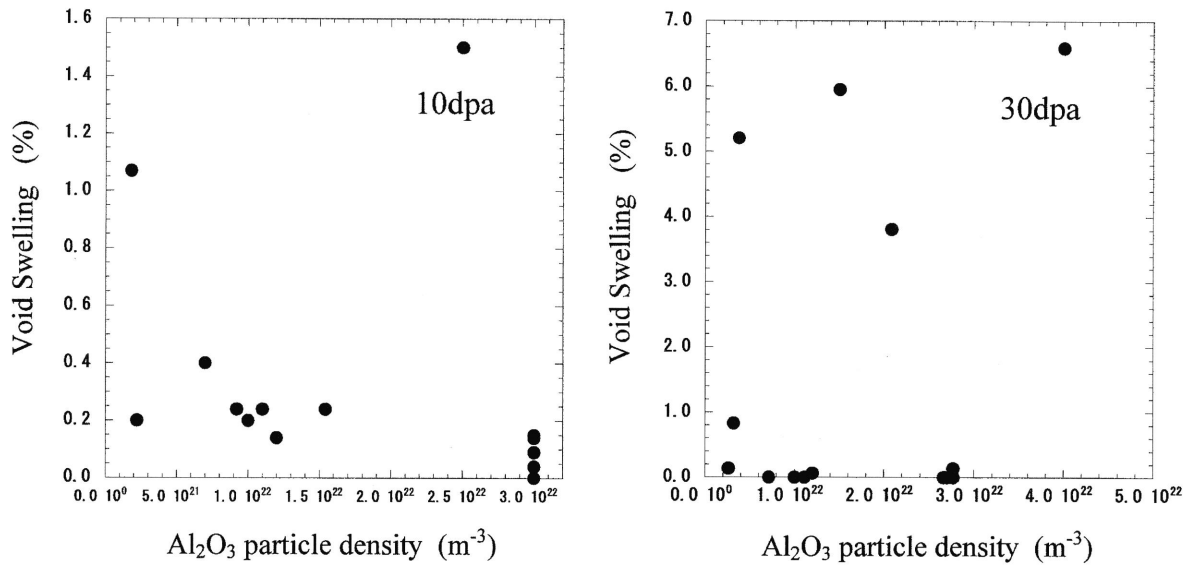 1.6
1.4
1.2
1.0
0.8
0.6
0.4
0.2
0.0
Void Swelling (%)
10dpa
0.0 10⁰ 5.0 10²¹ 1.0 10²² 1.5 10²² 2.0 10²² 2.5 10²² 3.0 10²²
Al₂O₃ particle density (m⁻³)
7.0
6.0
5.0
4.0
3.0
2.0
1.0
0.0
Void Swelling (%)
30dpa
0.0 10⁰ 1.0 10²² 2.0 10²² 3.0 10²² 4.0 10²² 5.0 10²²
Al₂O₃ particle density (m⁻³)